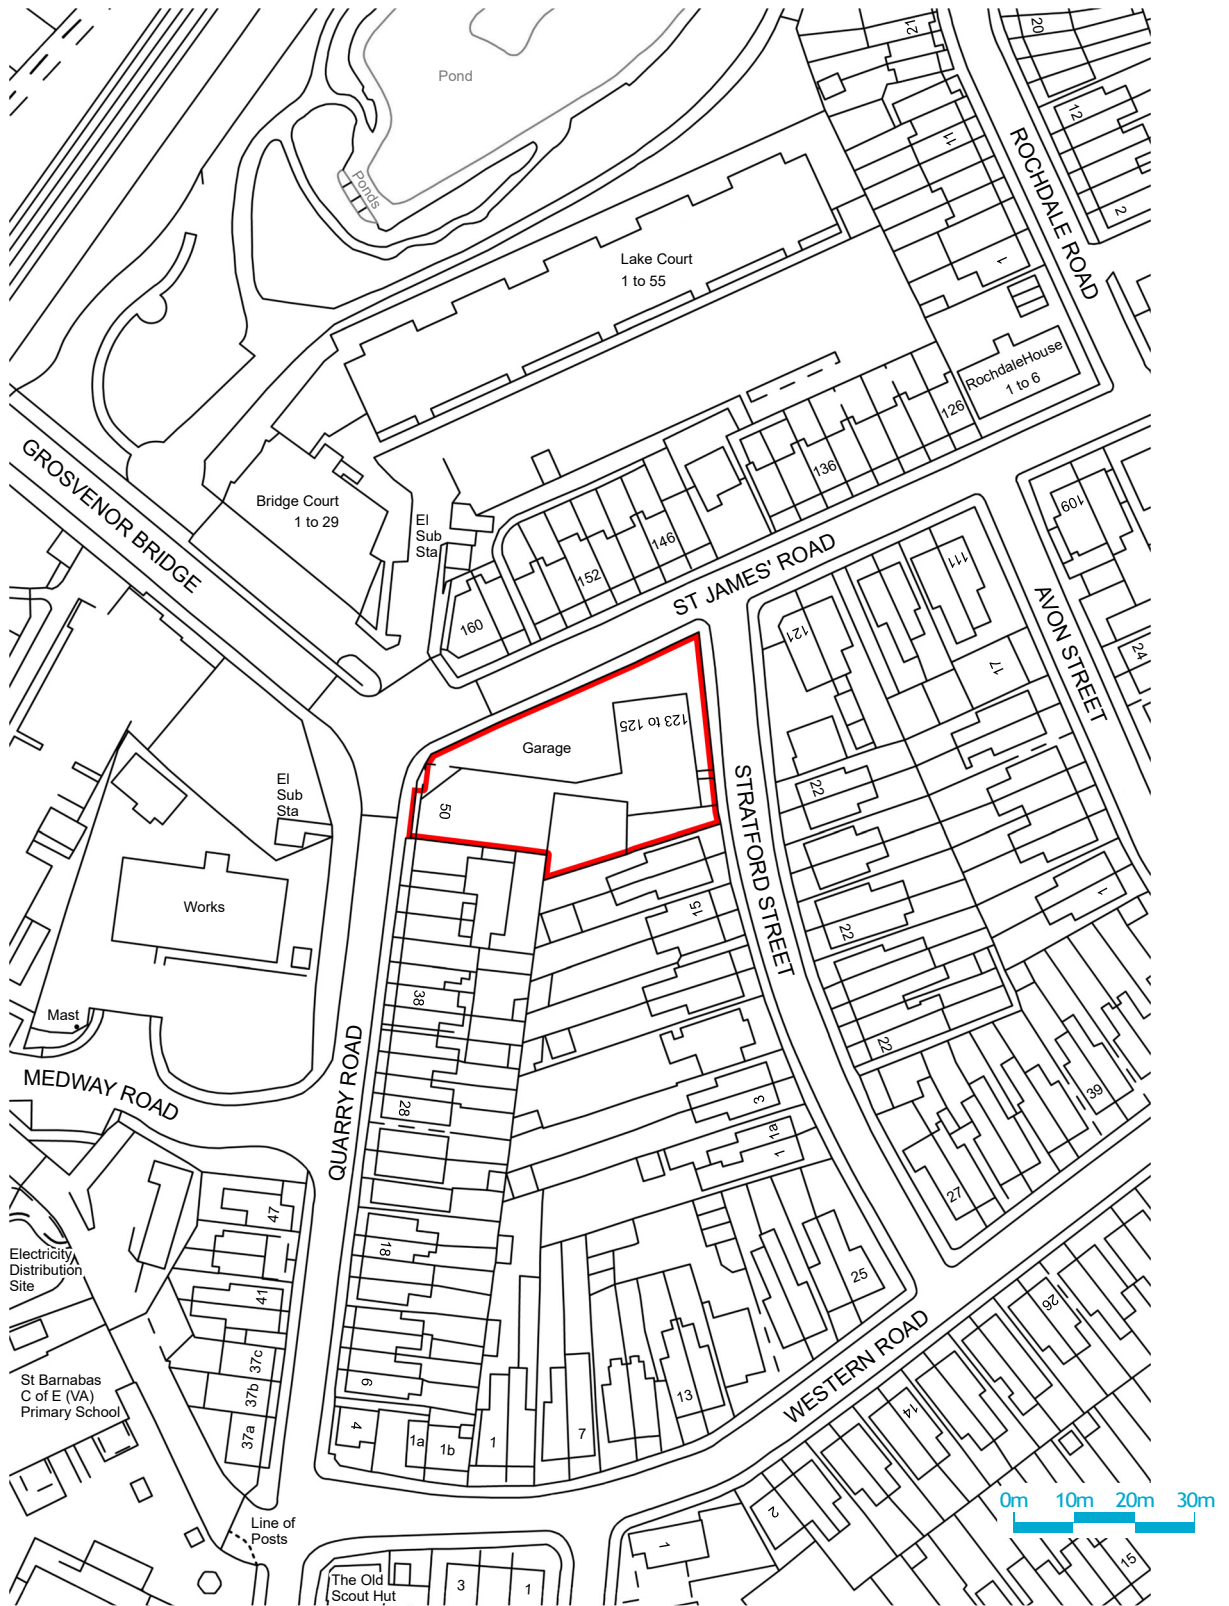 21
20
Pond
12
11
ROCHDALE ROAD
Ponds
2
Lake Court
1 to 55
1
RochdaleHouse
1 to 6
126
136
GROSVENOR BRIDGE
Bridge Court
1 to 29
El
Sub
Sta
146
152
160
ST JAMES' ROAD
109
111
121
17
AVON STREET
24
123 to 125
Garage
50
El
Sub
Sta
22
STRATFORD STREET
Works
15
22
1
38
Mast
22
MEDWAY ROAD
QUARRY ROAD
28
3
1a
1
39
27
47
18
Electricity
Distribution
Site
41
25
26
37c
St Barnabas
C of E (VA)
Primary School
37b
6
13
WESTERN ROAD
14
37a
4
1a
1b
1
7
0m 10m 20m 30m
2
Line of
Posts
1
15
The Old
Scout Hut
3
1